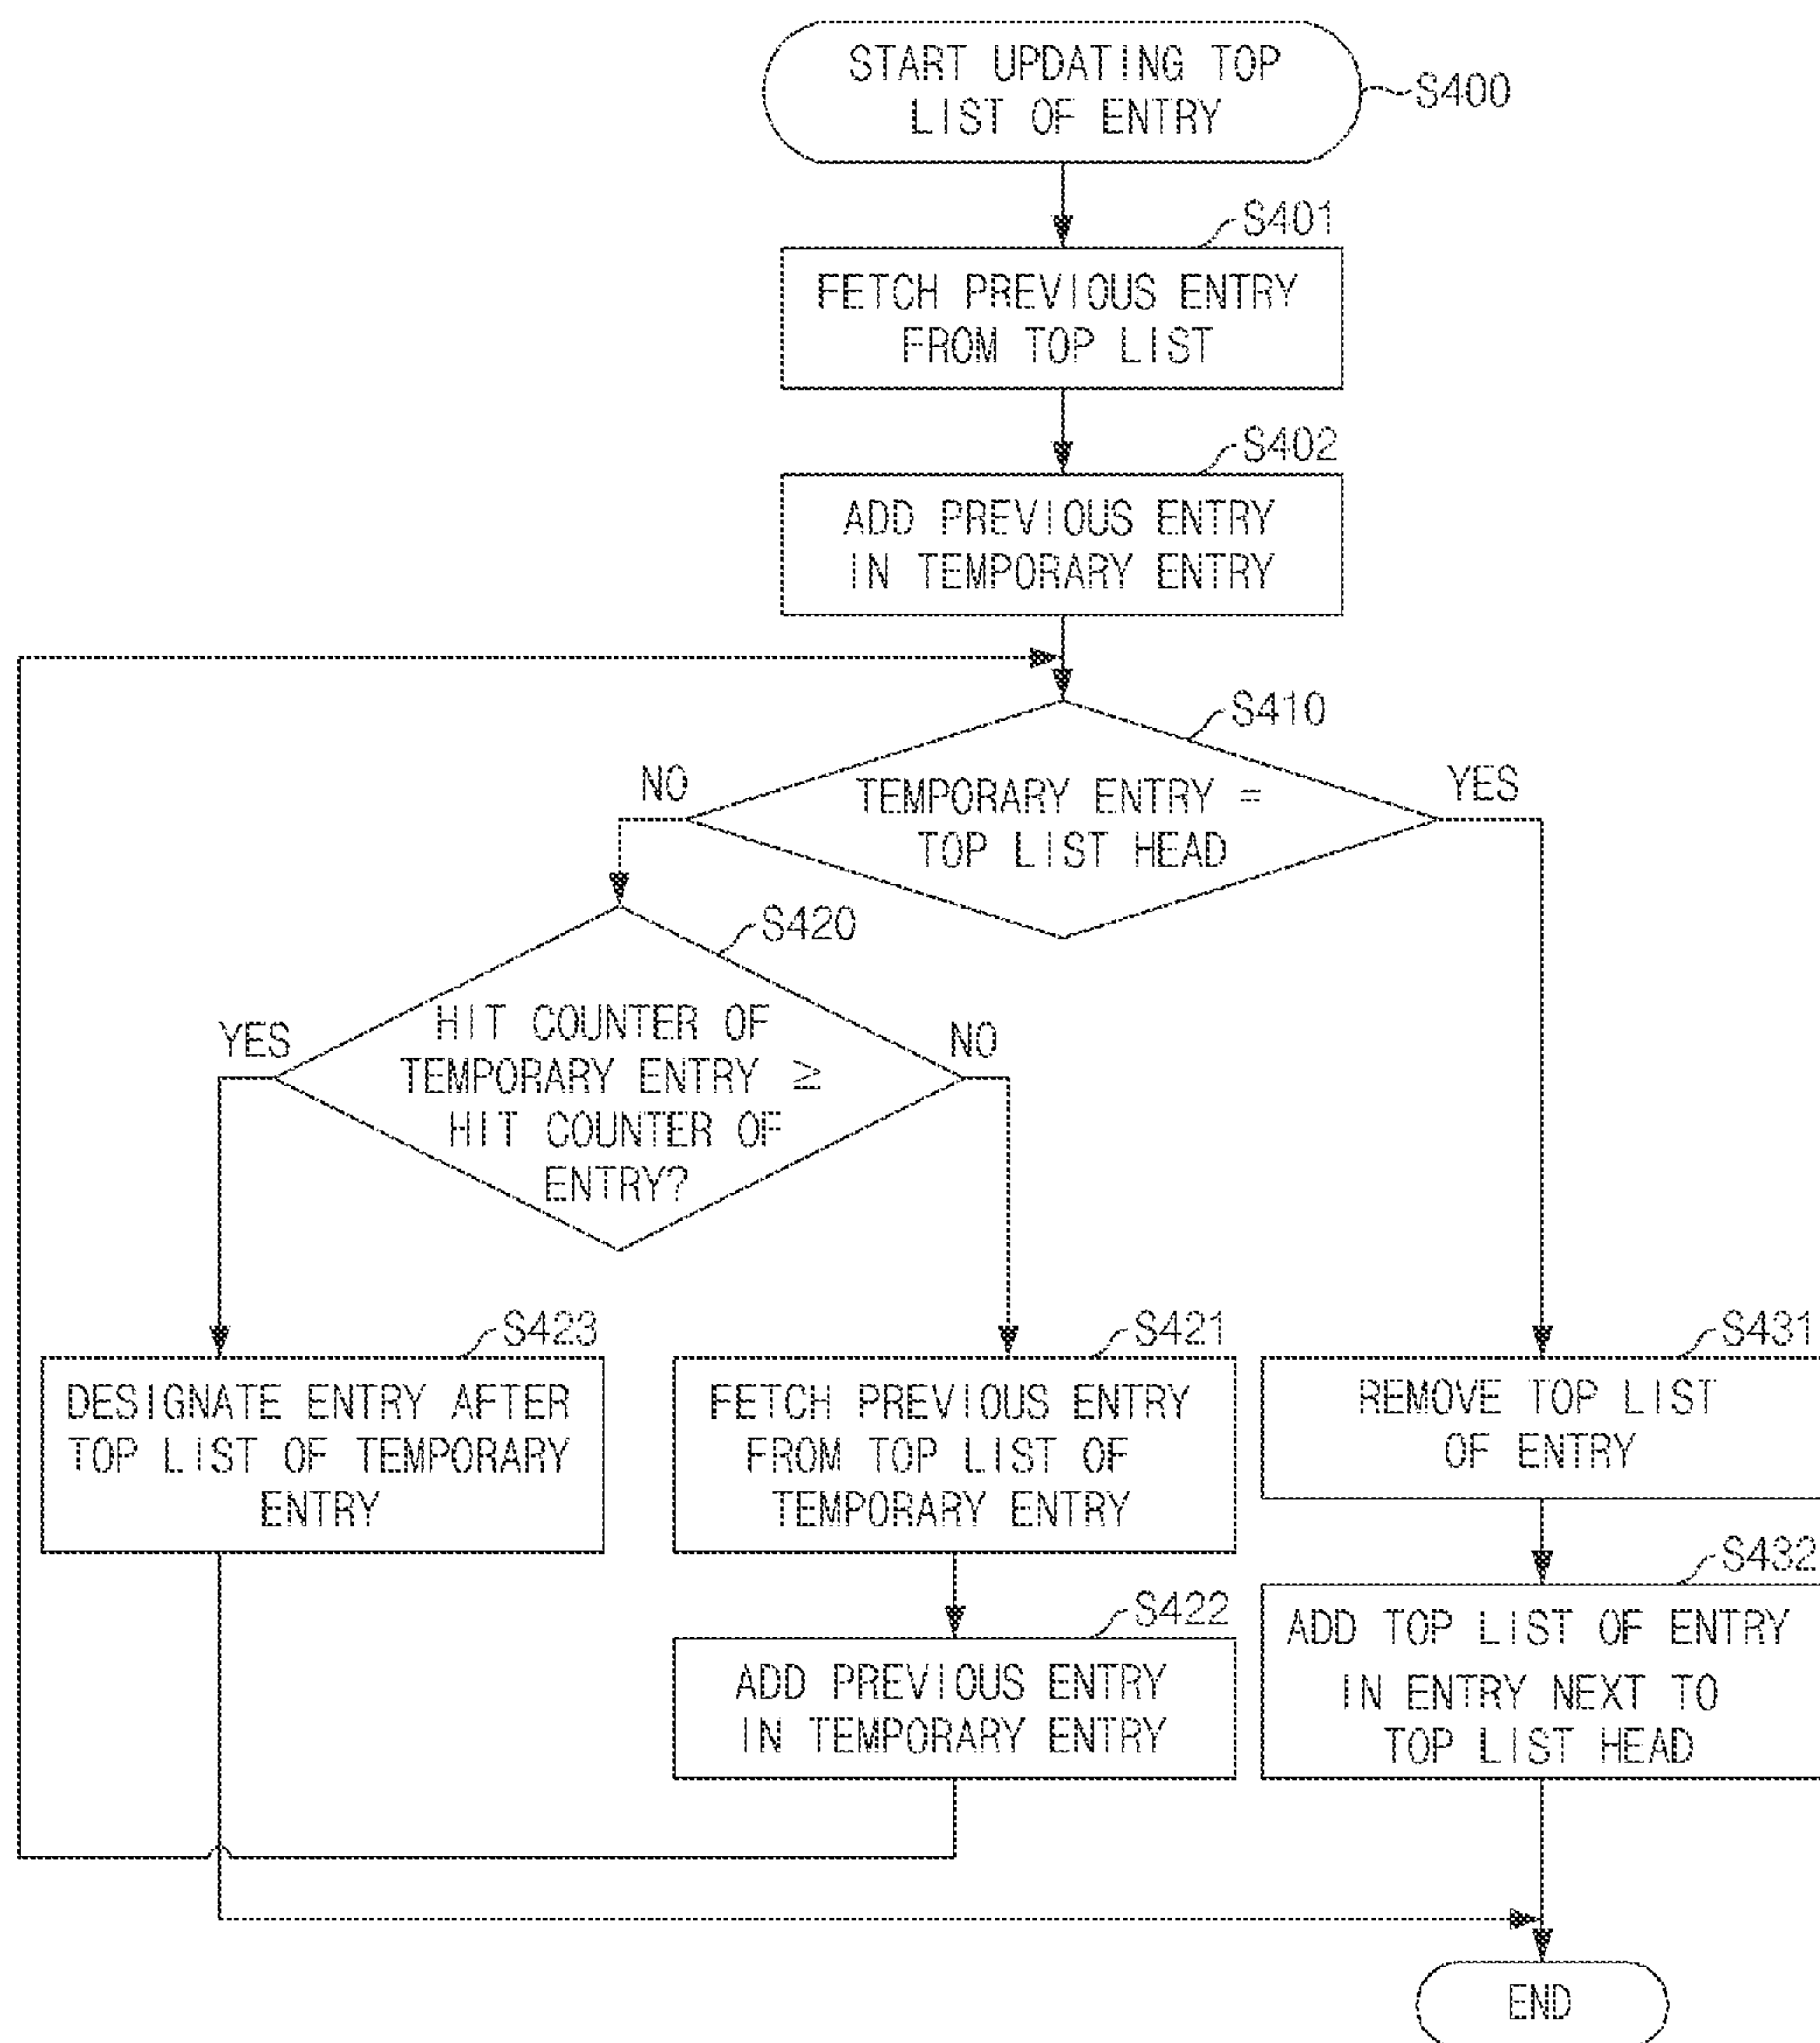 START UPDATING TOP
LIST OF ENTRY
S400
S401
FETCH PREVIOUS ENTRY
FROM TOP LIST
S402
ADD PREVIOUS ENTRY
IN TEMPORARY ENTRY
S410
NO
TEMPORARY ENTRY =
TOP LIST HEAD
YES
S420
YES
HIT COUNTER OF
TEMPORARY ENTRY ≥
HIT COUNTER OF
ENTRY?
NO
S423
DESIGNATE ENTRY AFTER
TOP LIST OF TEMPORARY
ENTRY
S421
FETCH PREVIOUS ENTRY
FROM TOP LIST OF
TEMPORARY ENTRY
S431
REMOVE TOP LIST
OF ENTRY
S422
ADD PREVIOUS ENTRY
IN TEMPORARY ENTRY
S432
ADD TOP LIST OF ENTRY
IN ENTRY NEXT TO
TOP LIST HEAD
END